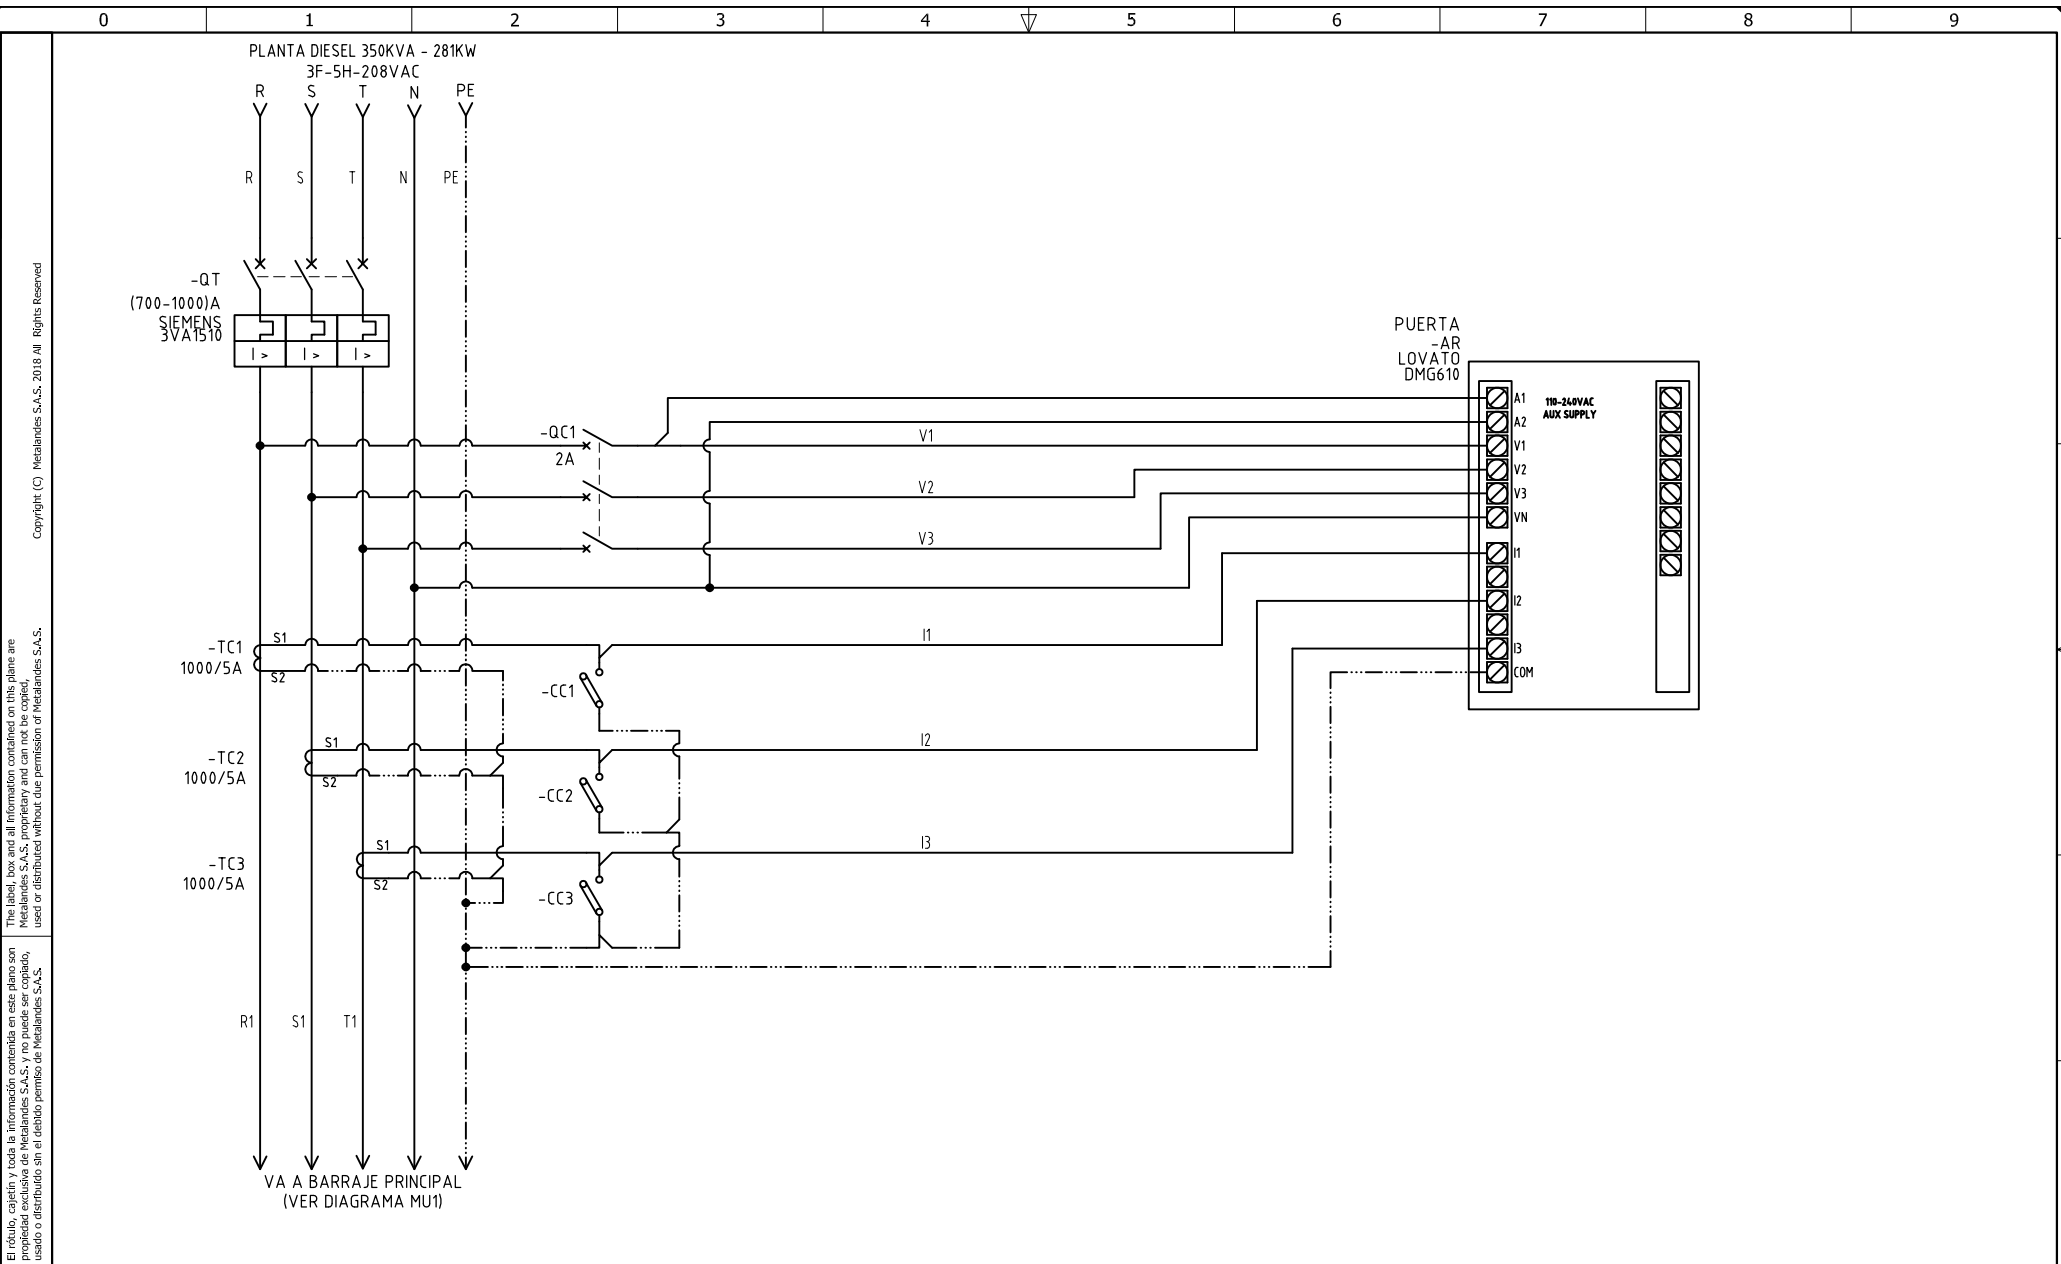 0 1 2 3 4 5 6 7 8 9
PLANTA DIESEL 350KVA - 281KW
3F-5H-208VAC
R S T N PE
R S T N PE
-QT
(700-1000)A
SIEMENS
3VA1510
I > I > I >
PUERTA
-AR
LOVATO
DMG610
110-240VAC
AUX SUPPLY
A1
A2
V1
V2
V3
VN
I1
I2
I3
COM
-QC1
2A
V1
V2
V3
-TC1
1000/5A
S1
S2
I1
-CC1
-TC2
1000/5A
S1
S2
I2
-CC2
-TC3
1000/5A
S1
S2
I3
-CC3
R1 S1 T1
VA A BARRAJE PRINCIPAL
(VER DIAGRAMA MU1)
Copyright (C) Metalandes S.A.S. 2018 All Rights Reserved
The label, box and all information contained on this plane are
Metalandes S.A.S. proprietary and can not be copied,
used or distributed without due permission of Metalandes S.A.S.
El rótulo, cajetín y toda la información contenida en este plano son
propiedad exclusiva de Metalandes S.A.S. y no puede ser copiado,
usado o distribuido sin el debido permiso de Metalandes S.A.S.